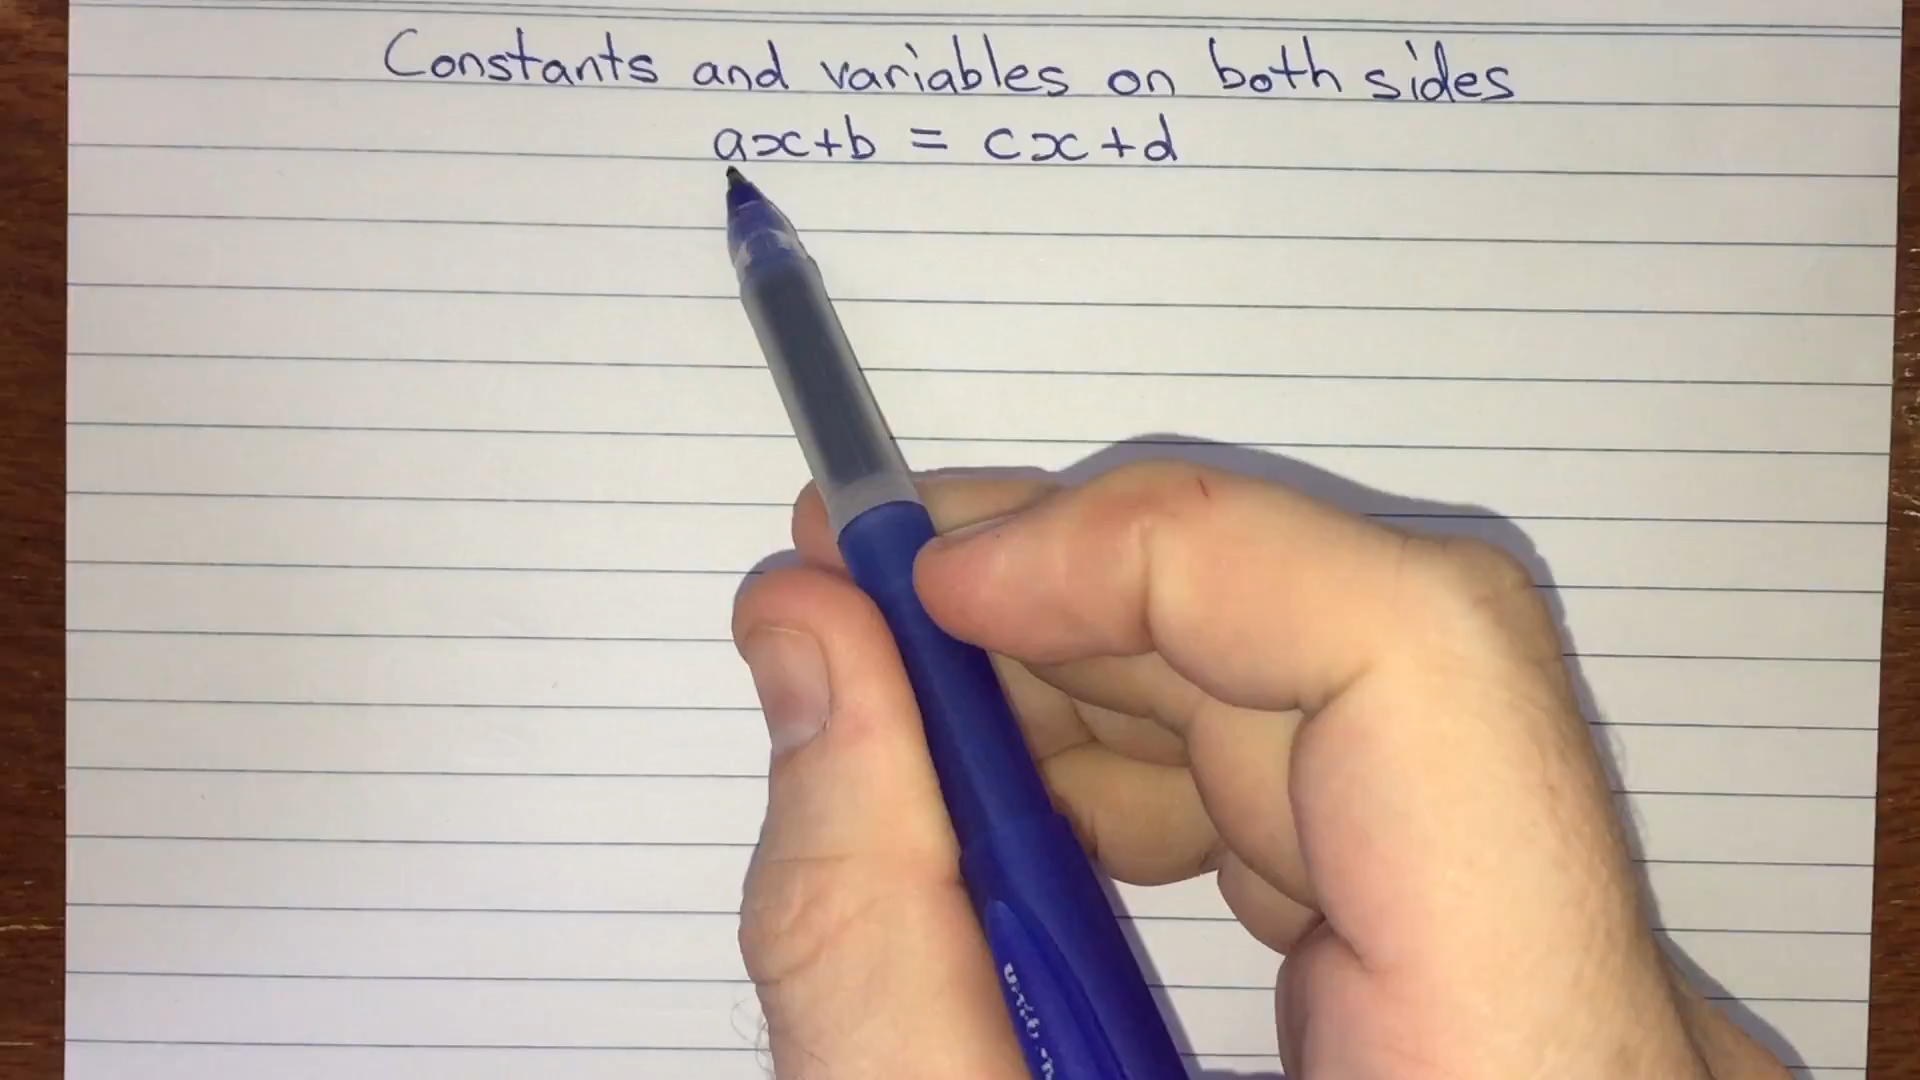 Constants and variables on both sides
ax+b = cx+d